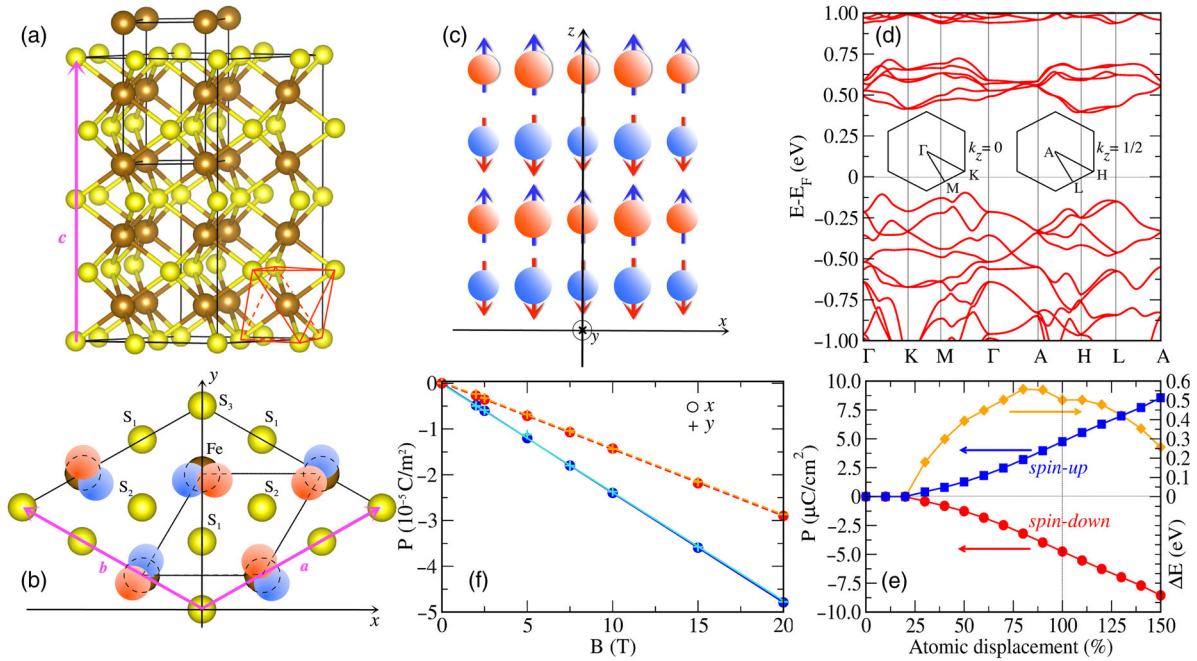 (a)
c
(c)
z
x
y
(d)
E-E_F (eV)
1.00
0.75
0.50
0.25
0
−0.25
−0.50
−0.75
−1.00
Γ
K
M
k_z= 0
A
H
L
k_z= 1/2
Γ K M Γ A H L A
(b)
y
S₃
S₁
S₁
Fe
S₂
S₂
S₁
b
a
x
(f)
P (10⁻⁵ C/m²)
0
−1
−2
−3
−4
−5
x
y
0 5 10 15 20
B (T)
(e)
P (μC/cm²)
10.0
7.5
5.0
2.5
0.0
−2.5
−5.0
−7.5
−10.0
spin-up
spin-down
0.6
0.5
0.4
0.3
0.2
0.1
0
ΔE (eV)
0 25 50 75 100 125 150
Atomic displacement (%)